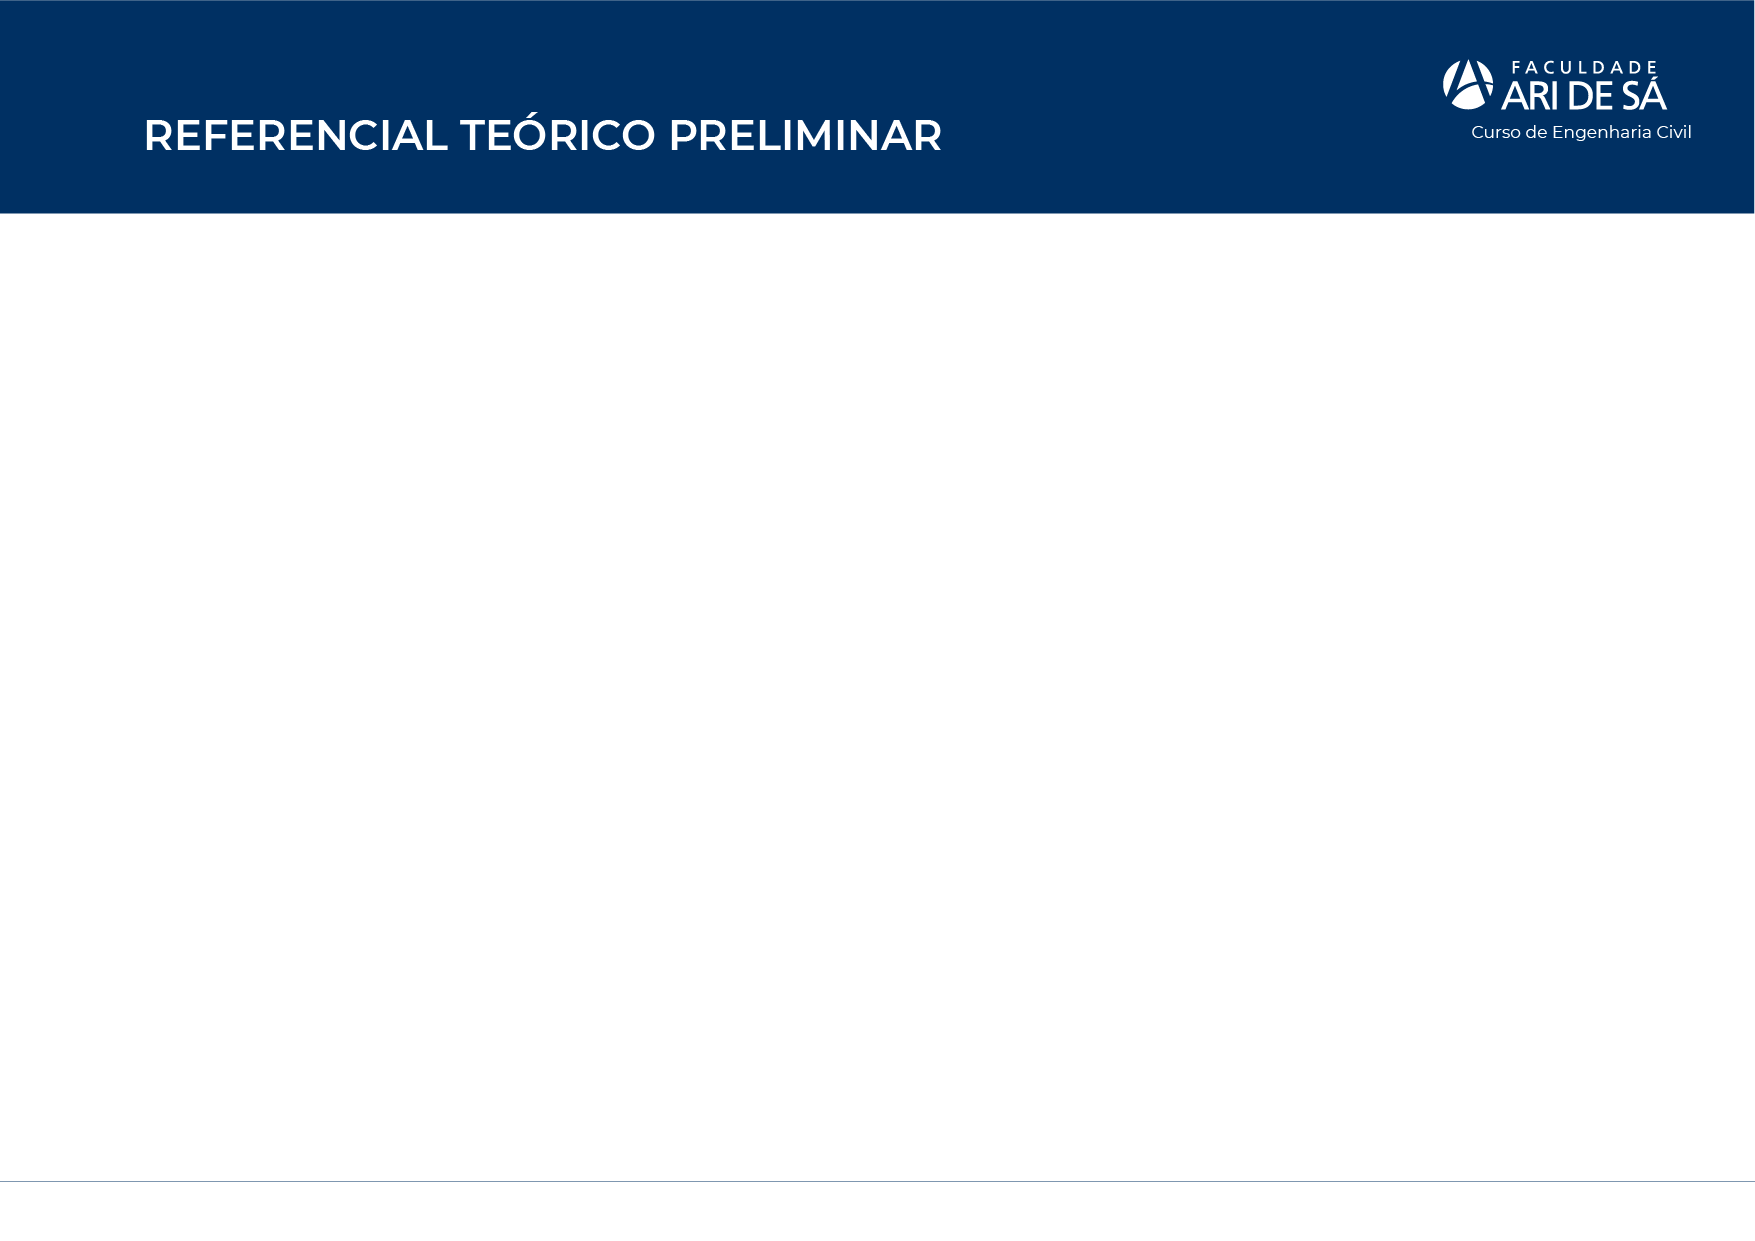 REFERENCIAL TEÓRICO PRELIMINAR
FACULDADE
ARI DE SÁ
Curso de Engenharia Civil